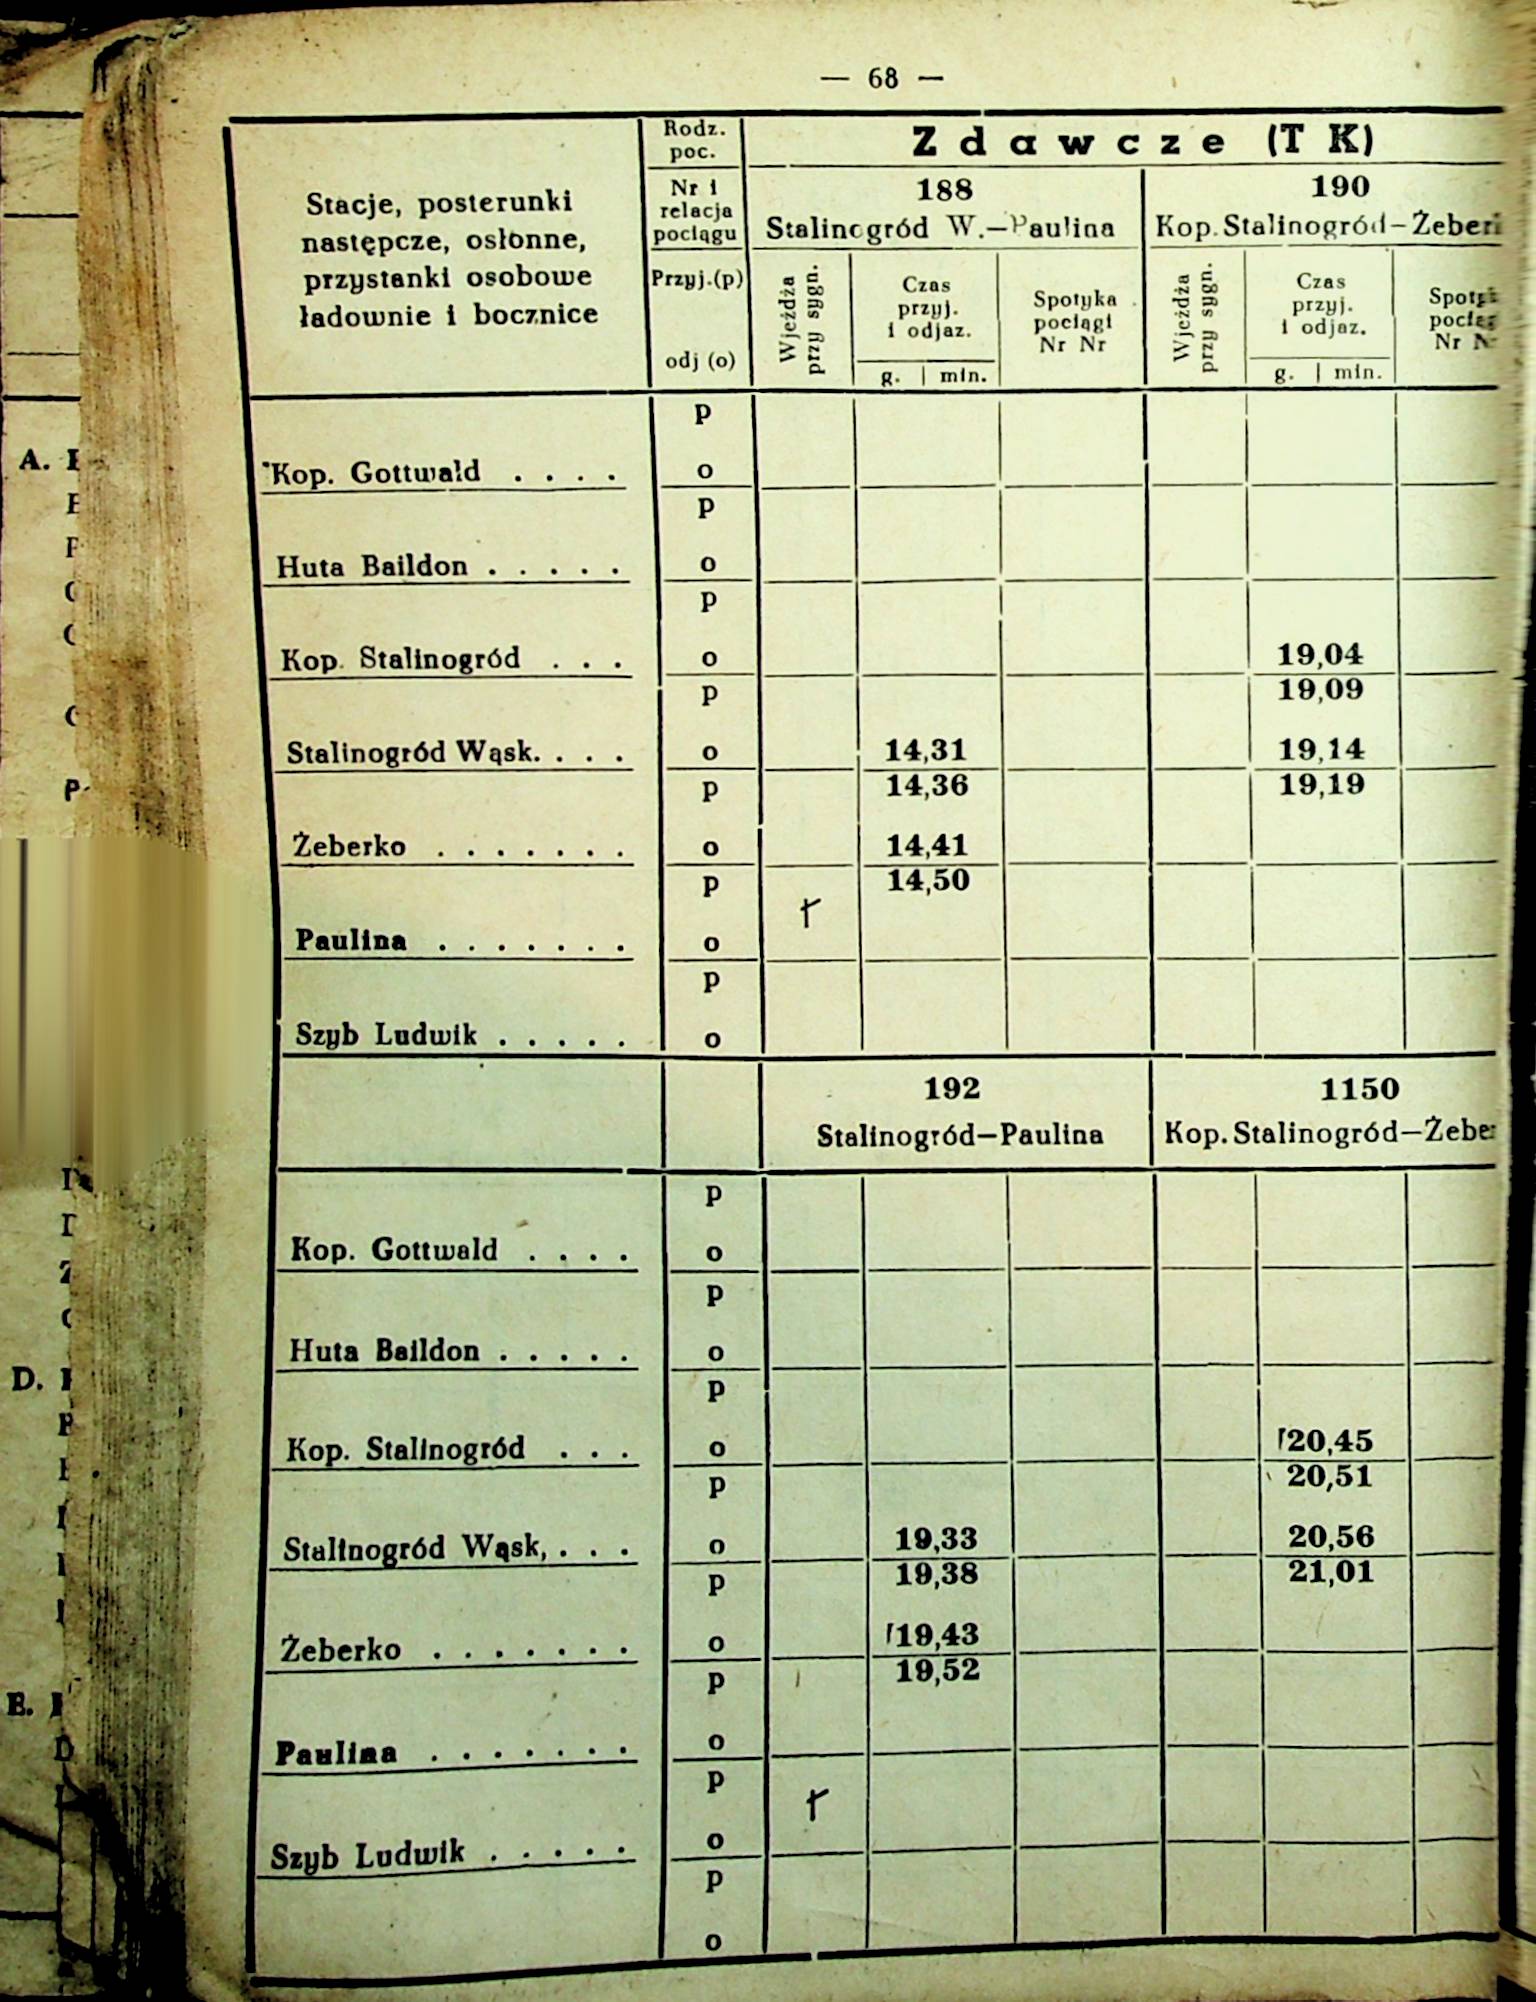 — 68 —
Stacje, posterunki
następcze, osłonne,
przystanki osobowe
ładownie i bocznice
Rodz.
poc.
Nr i
relacja
pociągu
Przyj.(p)
odj (o)
Zdawcze (TK)
188
Stalinogród W.—Paulina
190
Kop. Stalinogród—Żeber
Wjeżdża
przy sygn.
Czas
przyj.
i odjaz.
g. | min.
Spotyka
pociągi
Nr Nr
Wjeżdża
przy sygn.
Czas
przyj.
i odjaz.
g. | min.
Nr
p
Kop. Gottwald . . . . o
p
Huta Baildon . . . . . o
p
Kop. Stalinogród . . . o 19,04
p 19,09
Stalinogród Wąsk. . . . o 14,31 19,14
p 14,36 19,19
Żeberko . . . . . . . o 14,41
p 14,50
Paulina . . . . . . . o
p
Szyb Ludwik . . . . . o
192
Stalinogród—Paulina
1150
Kop. Stalinogród—Żebe
p
Kop. Gottwald . . . . o
p
Huta Baildon . . . . . o
p
Kop. Stalinogród . . . o 20,45
p 20,51
Stalinogród Wąsk, . . . o 19,33 20,56
p 19,38 21,01
Żeberko . . . . . . . o 19,43
p 19,52
Paulina . . . . . . . o
p
Szyb Ludwik . . . . . o
p
o
A.
P
D.
E.